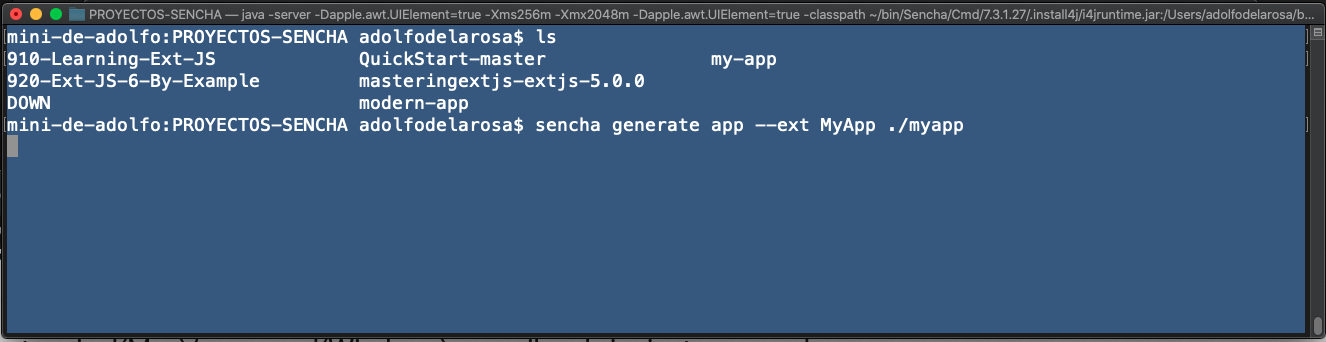 PROYECTOS-SENCHA — java -server -Dapple.awt.UIElement=true -Xms256m -Xmx2048m -Dapple.awt.UIElement=true -classpath ~/bin/Sencha/Cmd/7.3.1.27/.install4j/i4jruntime.jar:/Users/adolfodelarosa/b...
mini-de-adolfo:PROYECTOS-SENCHA adolfodelarosa$ ls
910-Learning-Ext-JS QuickStart-master my-app
920-Ext-JS-6-By-Example masteringextjs-extjs-5.0.0
DOWN modern-app
mini-de-adolfo:PROYECTOS-SENCHA adolfodelarosa$ sencha generate app --ext MyApp ./myapp